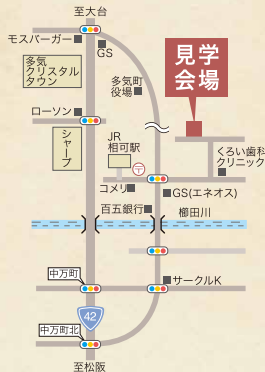 至大台
モスバーガー
GS
多気
クリスタル
タウン
多気町
役場
見学
会場
ローソン
シャープ
JR
相可駅
〒
くろい歯科
クリニック
コメリ
GS(エネオス)
百五銀行
櫛田川
中万町
サークルK
42
中万町北
至松阪